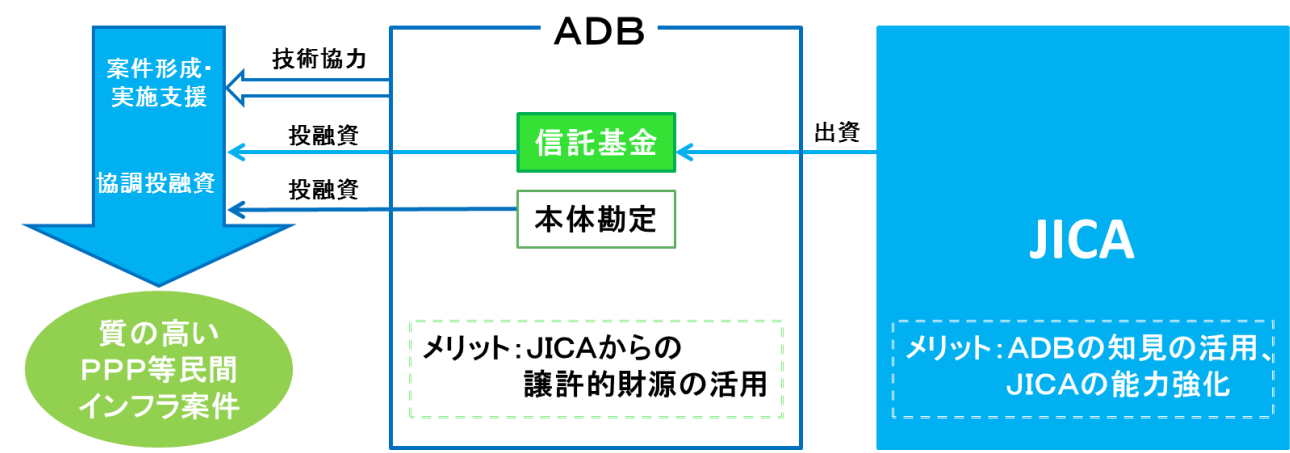 ADB
案件形成・
実施支援
技術協力
投融資
信託基金
出資
協調投融資
投融資
本体勘定
JICA
質の高い
PPP等民間
インフラ案件
メリット:JICAからの
譲許的財源の活用
メリット:ADBの知見の活用、
JICAの能力強化